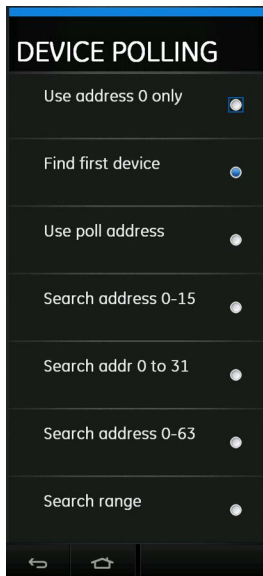 DEVICE POLLING
Use address 0 only
Find first device
Use poll address
Search address 0-15
Search addr 0 to 31
Search address 0-63
Search range